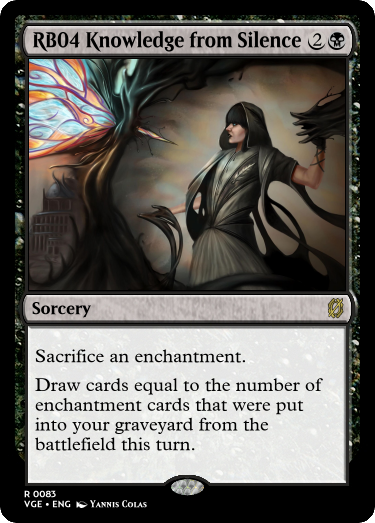 RB04 Knowledge from Silence 2
Sorcery
Sacrifice an enchantment.
Draw cards equal to the number of
enchantment cards that were put
into your graveyard from the
battlefield this turn.
R 0083
VGE • ENG Yannis Colas